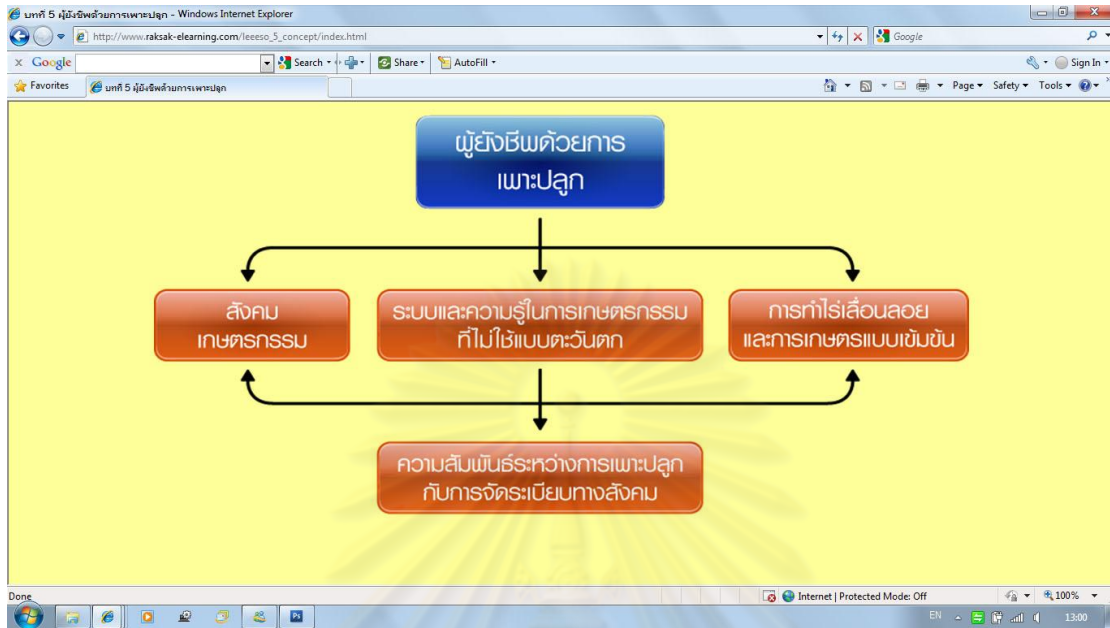 บทที่ 5 ผู้ยังชีพด้วยการเพาะปลูก - Windows Internet Explorer
http://www.raksak-elearning.com/leeeso_5_concept/index.html
Google
x Google
Search
Share
AutoFill
Sign In
Favorites
บทที่ 5 ผู้ยังชีพด้วยการเพาะปลูก
Page
Safety
Tools
ผู้ยังชีพด้วยการ
เพาะปลูก
สังคม
เกษตรกรรม
ระบบและความรู้ในการเกษตรกรรม
ที่ไม่ใช่แบบตะวันตก
การทำไร่เลื่อนลอย
และการเกษตรแบบเข้มข้น
ความสัมพันธ์ระหว่างการเพาะปลูก
กับการจัดระเบียบทางสังคม
Done
Internet | Protected Mode: Off
100%
Ps
EN
13:00